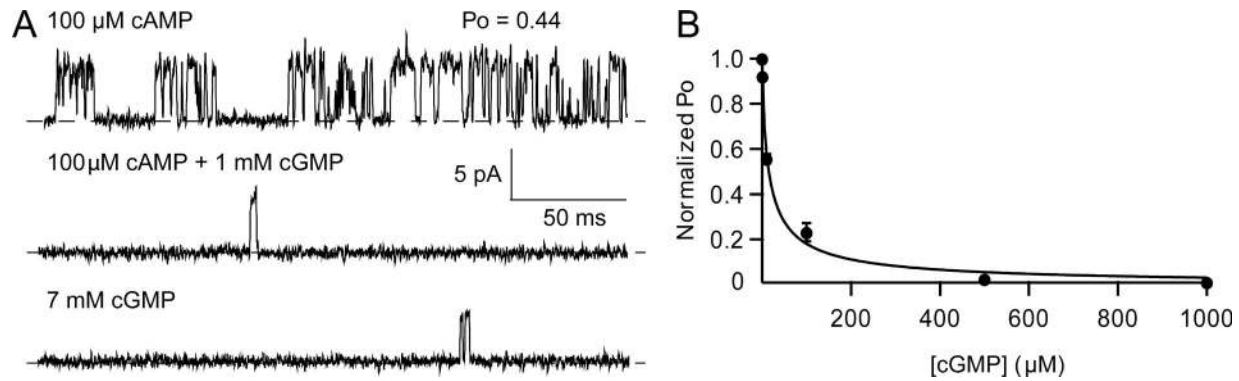 A
100 µM cAMP
Po = 0.44
100µM cAMP + 1 mM cGMP
5 pA
50 ms
7 mM cGMP
B
Normalized Po
1.0
0.8
0.6
0.4
0.2
0
200
400
600
800
1000
[cGMP] (µM)